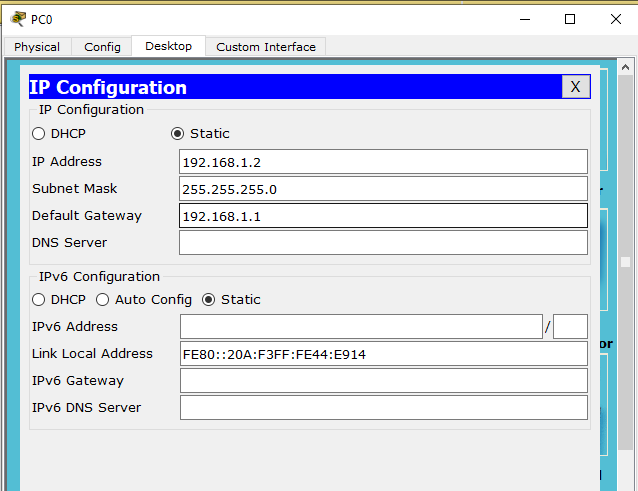 PC0
Physical Config Desktop Custom Interface
IP Configuration X
IP Configuration
DHCP Static
IP Address 192.168.1.2
Subnet Mask 255.255.255.0
Default Gateway 192.168.1.1
DNS Server
IPv6 Configuration
DHCP Auto Config Static
IPv6 Address /
Link Local Address FE80::20A:F3FF:FE44:E914
IPv6 Gateway
IPv6 DNS Server